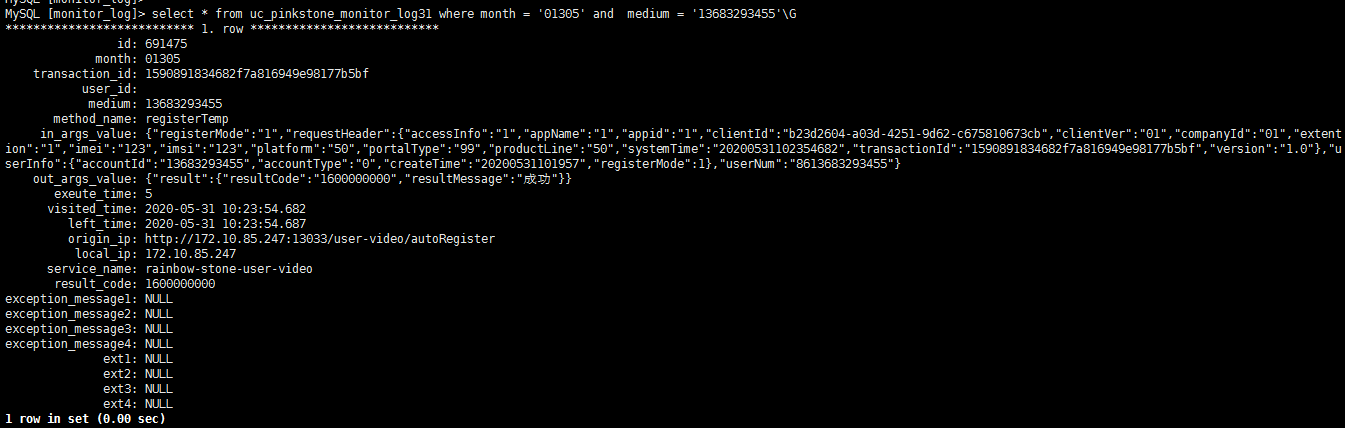 MySQL [monitor_log]>
MySQL [monitor_log]> select * from uc_pinkstone_monitor_log31 where month = '01305' and  medium = '13683293455'\G
*************************** 1. row ***************************
id: 691475
month: 01305
transaction_id: 1590891834682f7a816949e98177b5bf
user_id:
medium: 13683293455
method_name: registerTemp
in_args_value: {"registerMode":"1","requestHeader":{"accessInfo":"1","appName":"1","appid":"1","clientId":"b23d2604-a03d-4251-9d62-c675810673cb","clientVer":"01","companyId":"01","extent
ion":"1","imei":"123","imsi":"123","platform":"50","portalType":"99","productLine":"50","systemTime":"20200531102354682","transactionId":"1590891834682f7a816949e98177b5bf","version":"1.0"},"u
serInfo":{"accountId":"13683293455","accountType":"0","createTime":"20200531101957","registerMode":1},"userNum":"8613683293455"}
out_args_value: {"result":{"resultCode":"1600000000","resultMessage":"成功"}}
exeute_time: 5
visited_time: 2020-05-31 10:23:54.682
left_time: 2020-05-31 10:23:54.687
origin_ip: http://172.10.85.247:13033/user-video/autoRegister
local_ip: 172.10.85.247
service_name: rainbow-stone-user-video
result_code: 1600000000
exception_message1: NULL
exception_message2: NULL
exception_message3: NULL
exception_message4: NULL
ext1: NULL
ext2: NULL
ext3: NULL
ext4: NULL
1 row in set (0.00 sec)